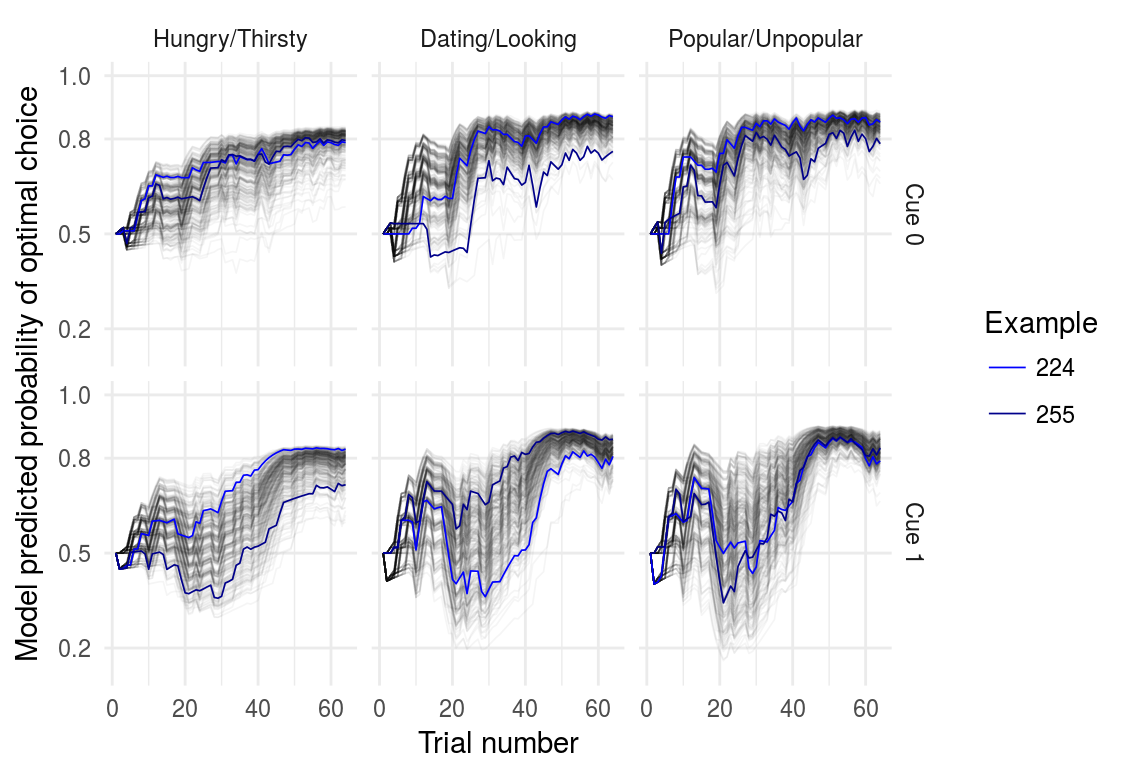 Hungry/Thirsty
Dating/Looking
Popular/Unpopular
Model predicted probability of optimal choice
1.0
0.8
0.5
0.2
Cue 0
1.0
0.8
0.5
0.2
Cue 1
0 20 40 60
0 20 40 60
0 20 40 60
Trial number
Example
224
255